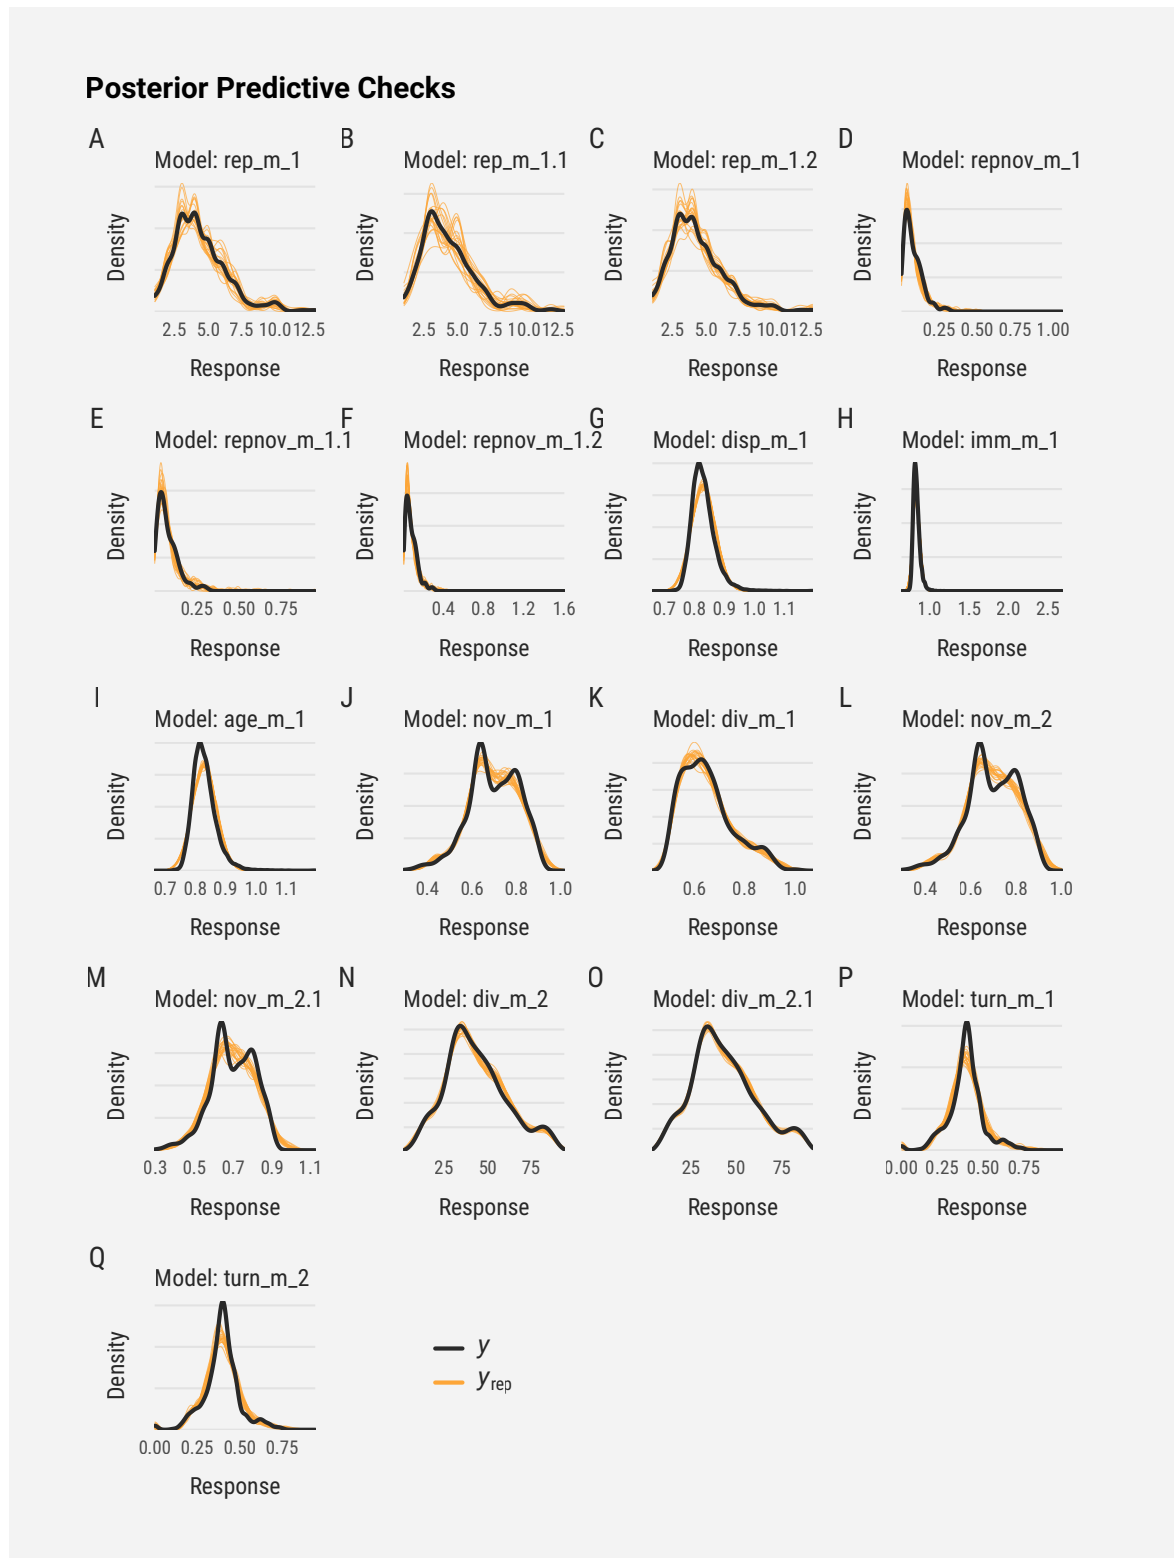 Posterior Predictive Checks
A B C D
Model: rep_m_1 Model: rep_m_1.1 Model: rep_m_1.2 Model: repnov_m_1
Density Density Density Density
2.5 5.0 7.5 10.012.5 2.5 5.0 7.5 10.012.5 2.5 5.0 7.5 10.012.5 0.25 0.50 0.75 1.00
Response Response Response Response
E F G H
Model: repnov_m_1.1 Model: repnov_m_1.2 Model: disp_m_1 Model: imm_m_1
Density Density Density Density
0.25 0.50 0.75 0.4 0.8 1.2 1.6 0.7 0.8 0.9 1.0 1.1 1.0 1.5 2.0 2.5
Response Response Response Response
I J K L
Model: age_m_1 Model: nov_m_1 Model: div_m_1 Model: nov_m_2
Density Density Density Density
0.7 0.8 0.9 1.0 1.1 0.4 0.6 0.8 1.0 0.6 0.8 1.0 0.4 0.6 0.8 1.0
Response Response Response Response
M N O P
Model: nov_m_2.1 Model: div_m_2 Model: div_m_2.1 Model: turn_m_1
Density Density Density Density
0.3 0.5 0.7 0.9 1.1 25 50 75 25 50 75 0.00 0.25 0.50 0.75
Response Response Response Response
Q
Model: turn_m_2
Density
y
yrep
0.00 0.25 0.50 0.75
Response